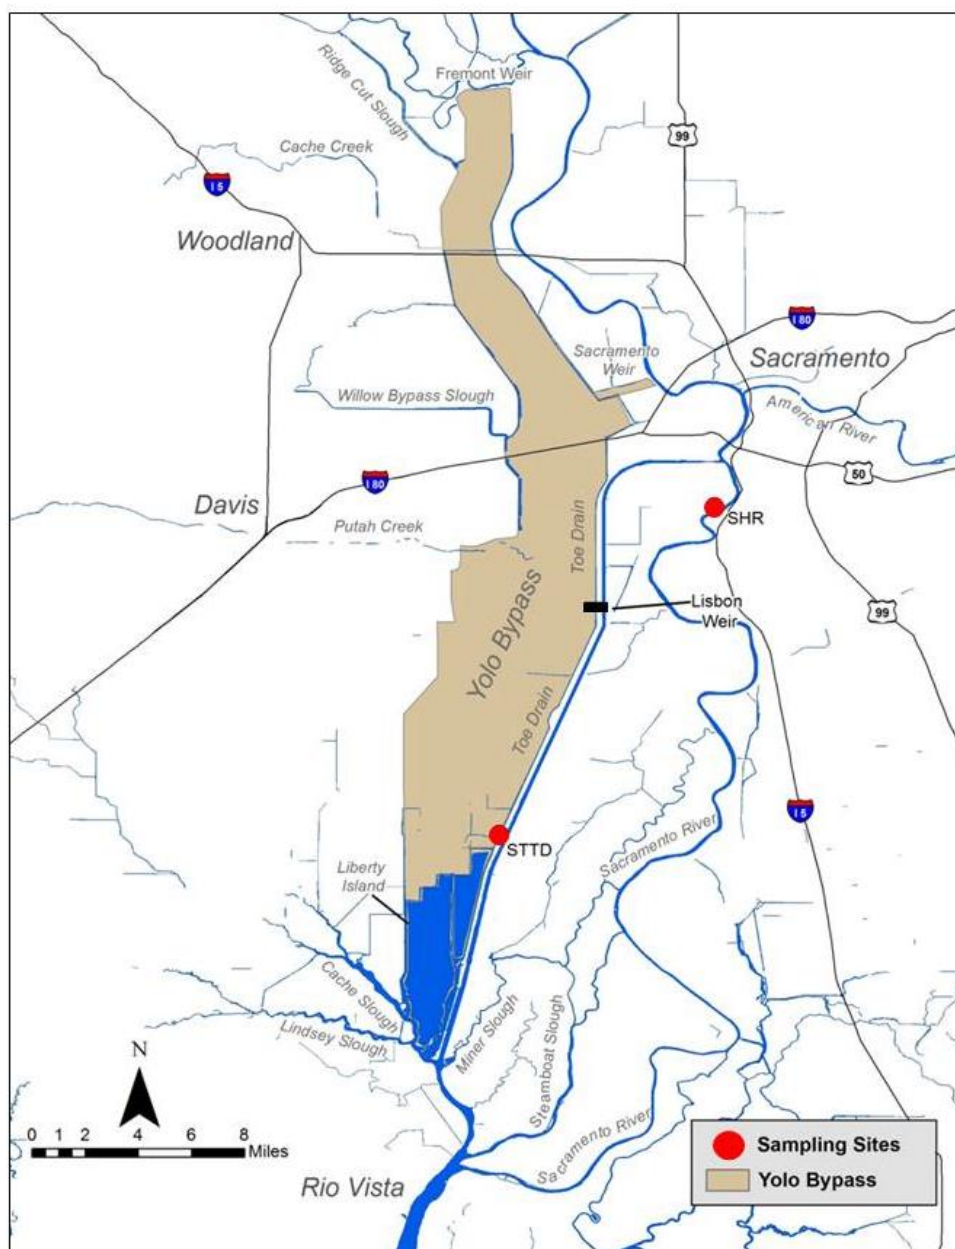 Ridge Cut Slough
Fremont Weir
99
Cache Creek
I 5
Woodland
I 80
Sacramento
Weir
Sacramento
Willow Bypass Slough
American River
I 80
50
Davis
SHR
Putah Creek
Toe Drain
Lisbon
Weir
99
Yolo Bypass
Toe Drain
I 5
Sacramento River
STTD
Liberty
Island
Cache Slough
Lindsey Slough
Miner Slough
Steamboat Slough
N
Sacramento River
0 1 2 4 6 8
Miles
Rio Vista
Sampling Sites
Yolo Bypass